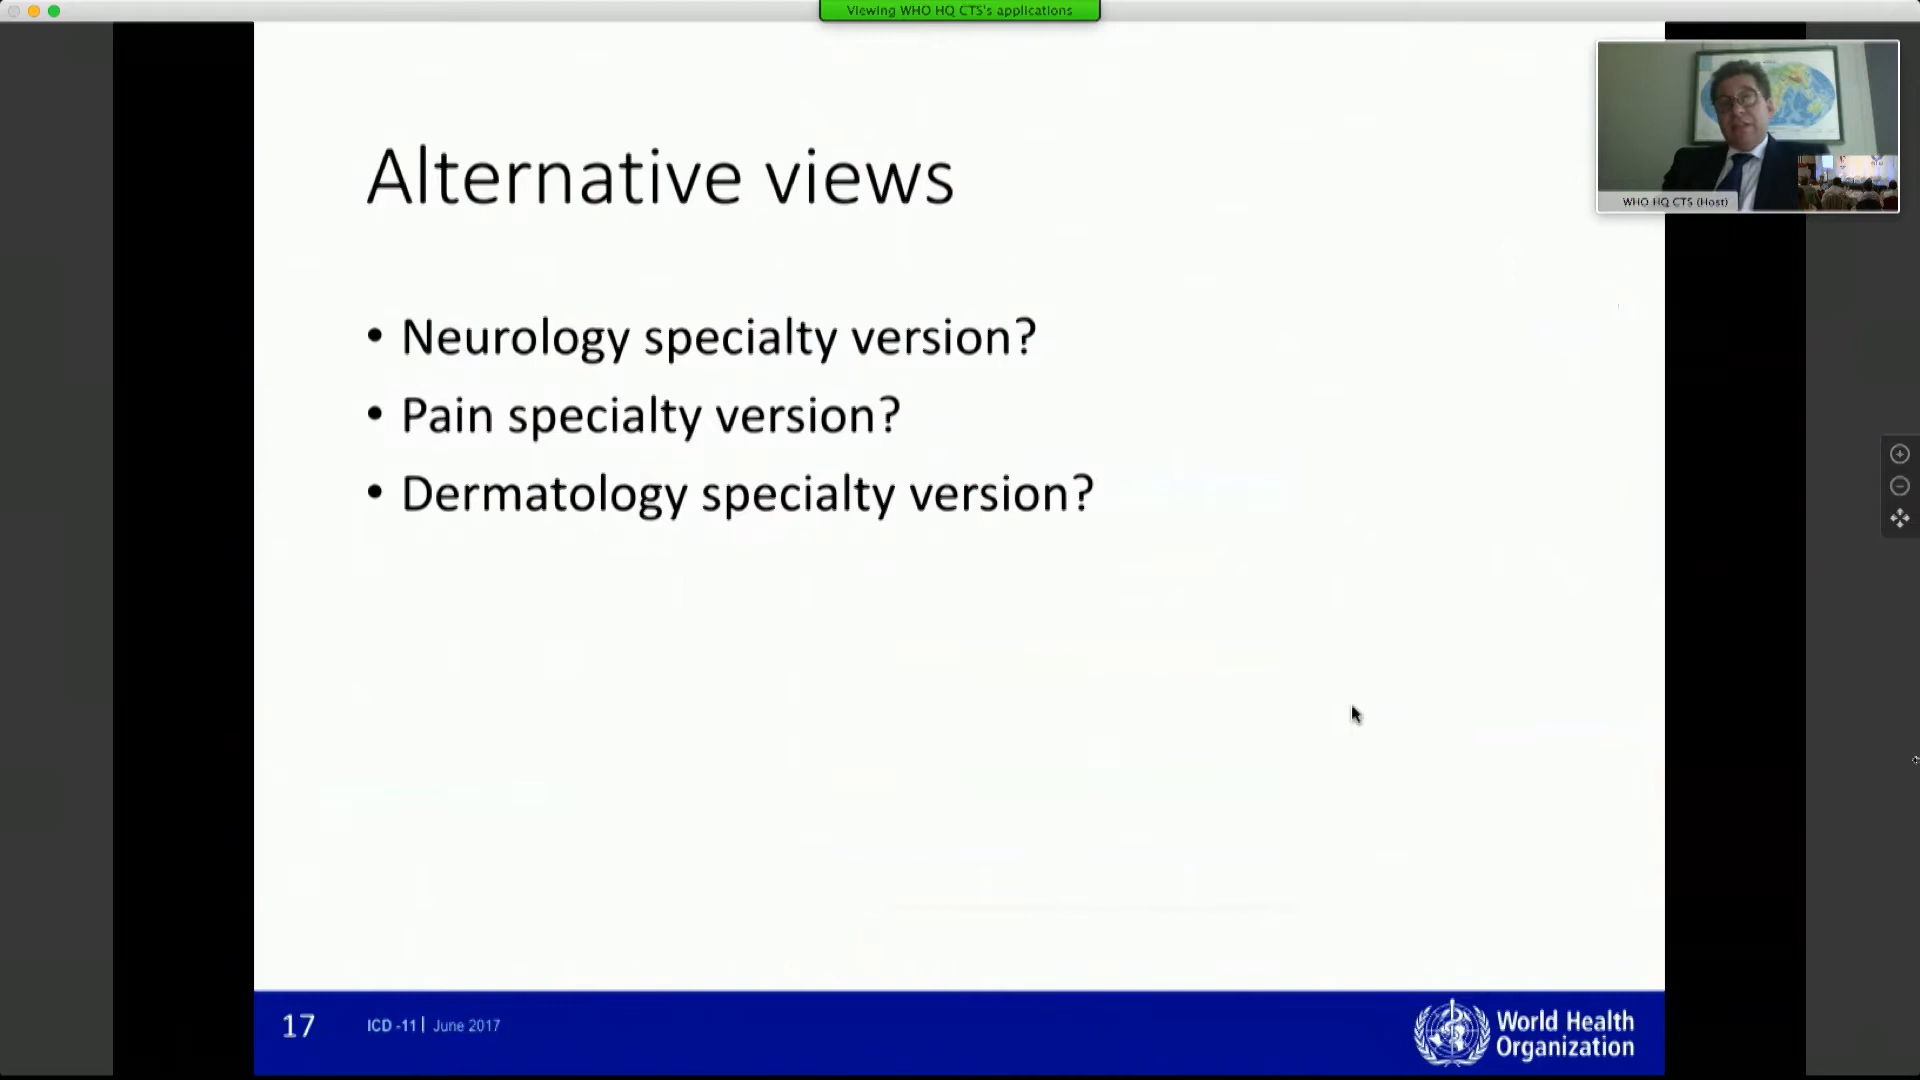 Viewing WHO HQ CTS's applications
WHO HQ CTS (Host)
Alternative views
• Neurology specialty version?
• Pain specialty version?
• Dermatology specialty version?
17
ICD -11 | June 2017
World Health
Organization